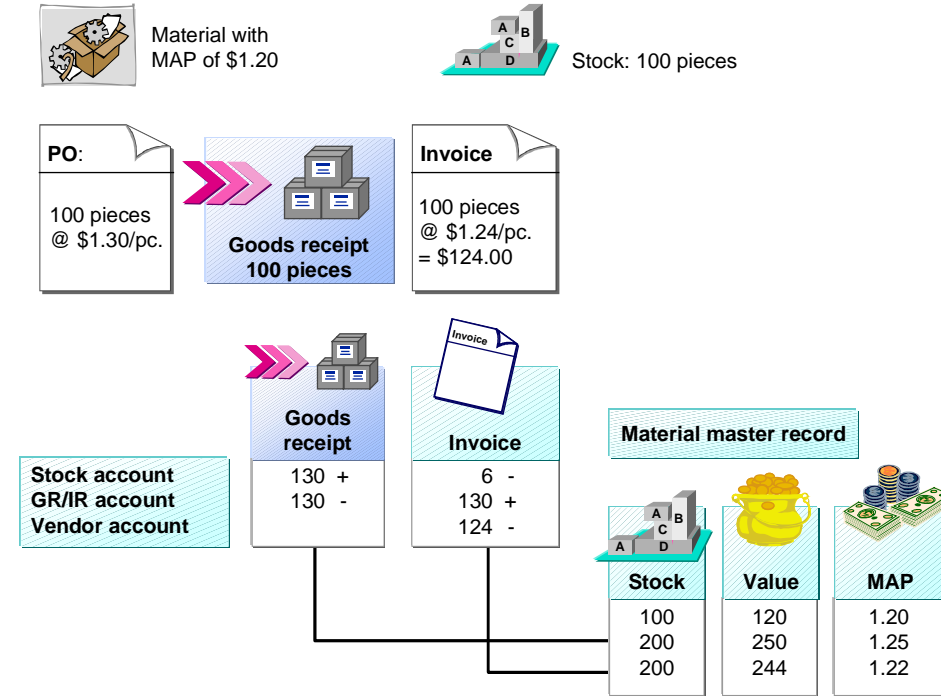 Material with
MAP of $1.20
A
B
C
A
D
Stock: 100 pieces
PO:
100 pieces
@ $1.30/pc.
Goods receipt
100 pieces
Invoice
100 pieces
@ $1.24/pc.
= $124.00
Invoice
Goods
receipt
Invoice
Material master record
Stock account
GR/IR account
Vendor account
130 +
130 -
6 -
130 +
124 -
A
B
C
A
D
Stock
Value
MAP
100 120 1.20
200 250 1.25
200 244 1.22